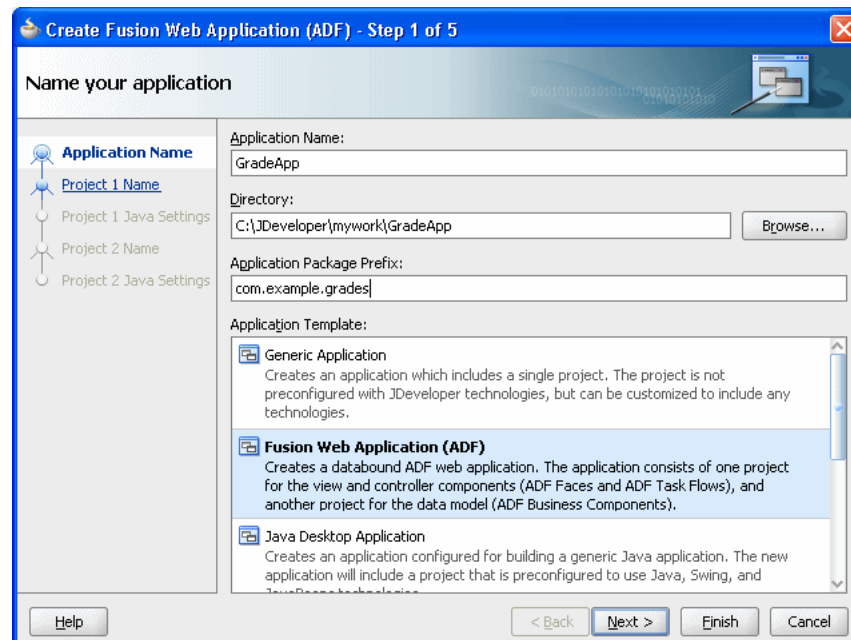 Create Fusion Web Application (ADF) - Step 1 of 5
Name your application
Application Name
Project 1 Name
Project 1 Java Settings
Project 2 Name
Project 2 Java Settings
Application Name:
GradeApp
Directory:
C:\JDeveloper\mywork\GradeApp
Browse...
Application Package Prefix:
com.example.grades
Application Template:
Generic Application
Creates an application which includes a single project. The project is not
preconfigured with JDeveloper technologies, but can be customized to include any
technologies.
Fusion Web Application (ADF)
Creates a databound ADF web application. The application consists of one project
for the view and controller components (ADF Faces and ADF Task Flows), and
another project for the data model (ADF Business Components).
Java Desktop Application
Creates an application configured for building a generic Java application. The new
application will include a project that is preconfigured to use Java, Swing, and
JavaBeans technologies.
Help
< Back
Next >
Finish
Cancel